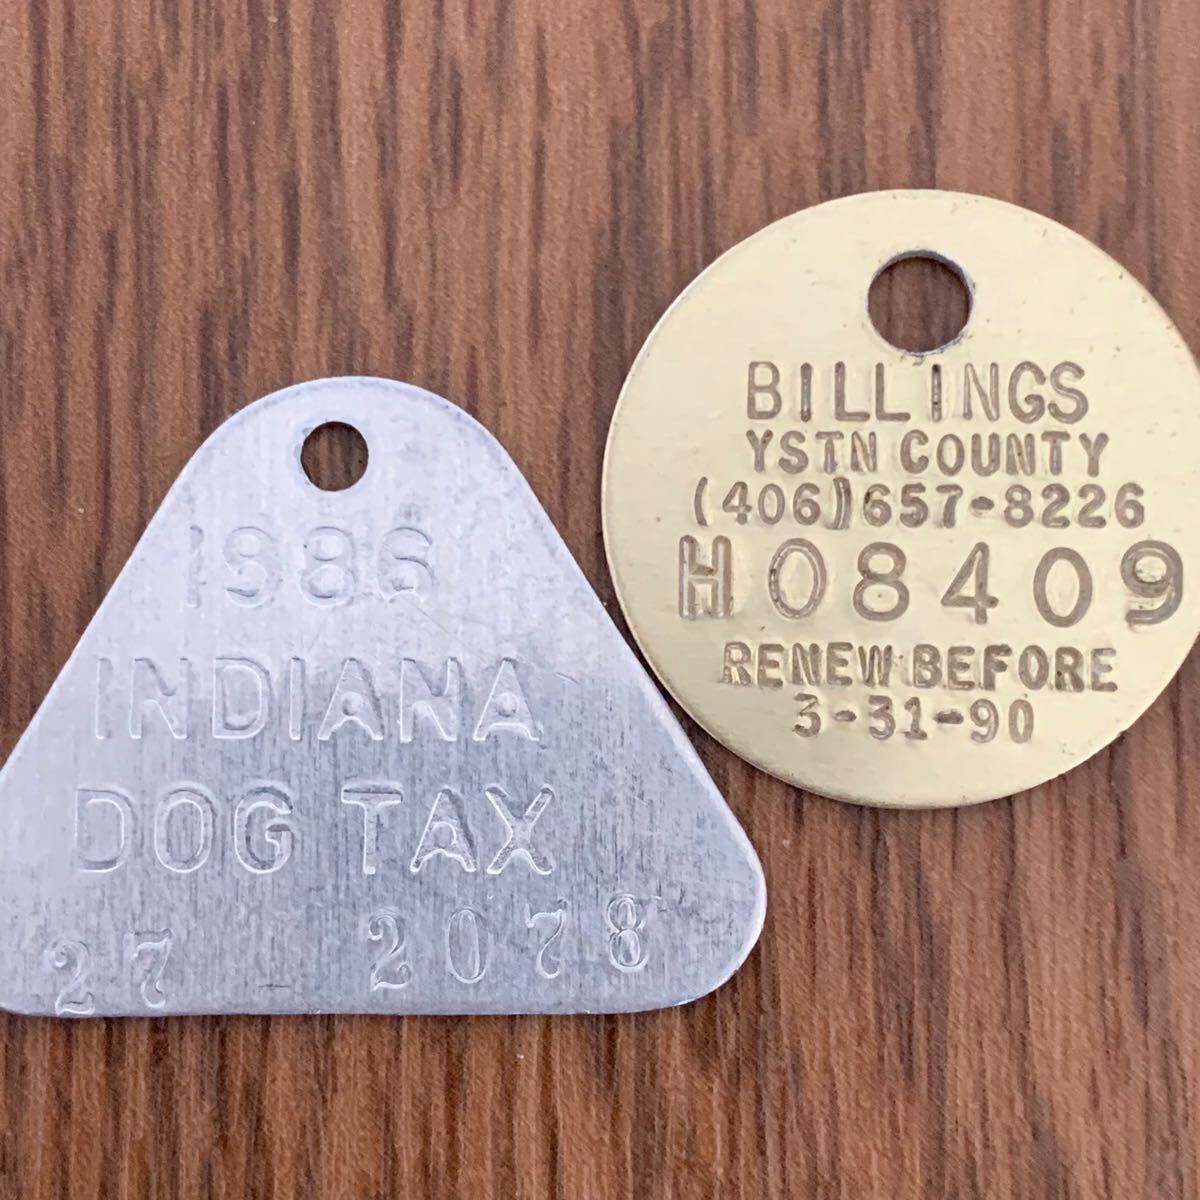 1986
INDIANA
DOG TAX
27 2078
BILLINGS
YSTN COUNTY
(406)657-8226
H08409
RENEW BEFORE
3-31-90